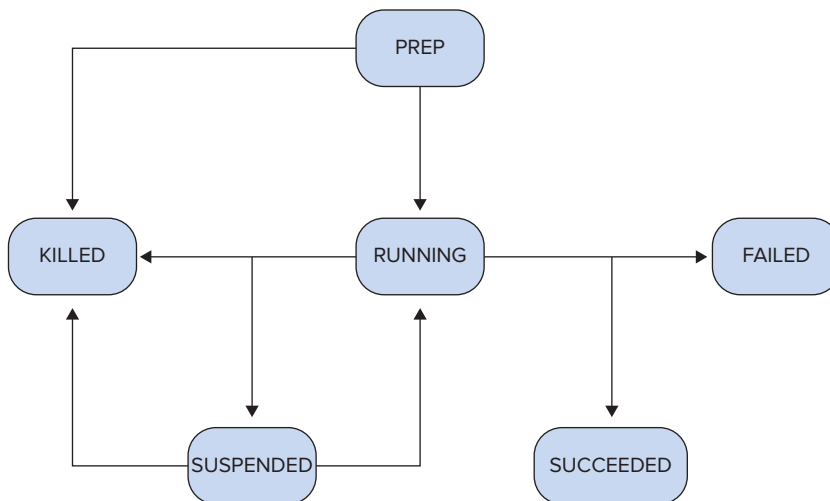 PREP
KILLED
RUNNING
FAILED
SUSPENDED
SUCCEEDED